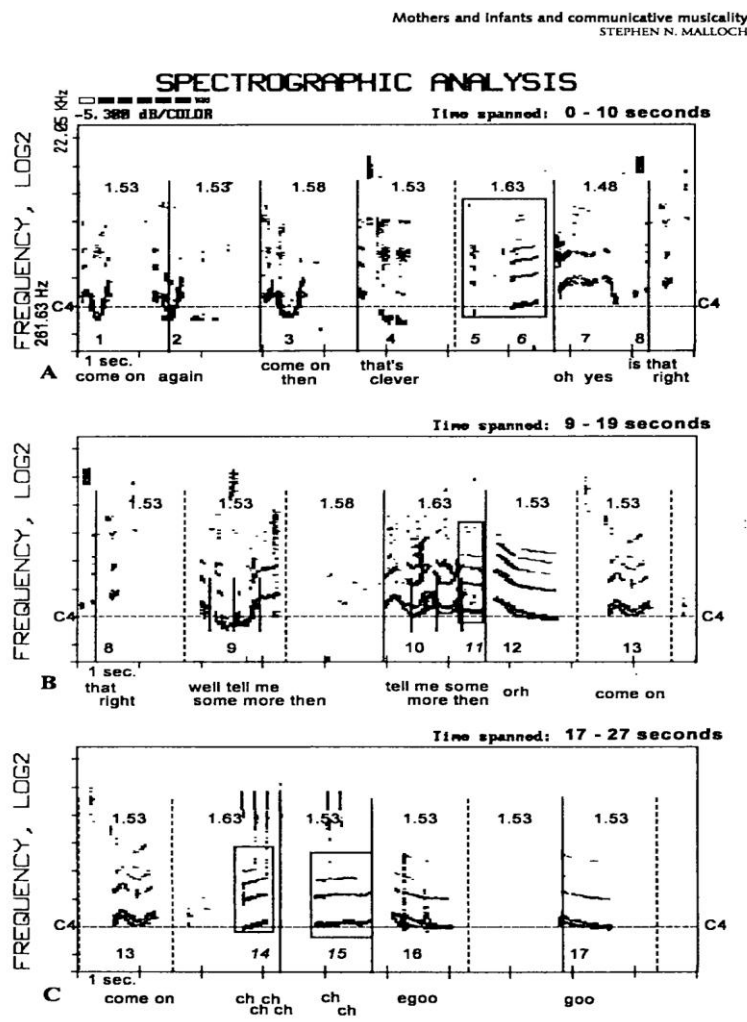 Mothers and infants and communicative musicality
STEPHEN N. MALLOCH
SPECTROGRAPHIC ANALYSIS
-5.300 dB/COLOR
Time spanned: 0 - 10 seconds
22.05 KHz
FREQUENCY, LOG2
261.63 Hz
1.53 1.53 1.58 1.53 1.63 1.48
C4 C4
1 2 3 4 5 6 7 8
1 sec.
A
come on again come on then that's clever oh yes is that right
Time spanned: 9 - 19 seconds
FREQUENCY, LOG2
1.53 1.53 1.58 1.63 1.53 1.53
C4 C4
8 9 10 11 12 13
1 sec.
B
that right well tell me some more then tell me some more then orh come on
Time spanned: 17 - 27 seconds
FREQUENCY, LOG2
1.53 1.63 1.53 1.53 1.53 1.53
C4 C4
13 14 15 16 17
1 sec.
C
come on ch ch ch ch ch ch egoo goo